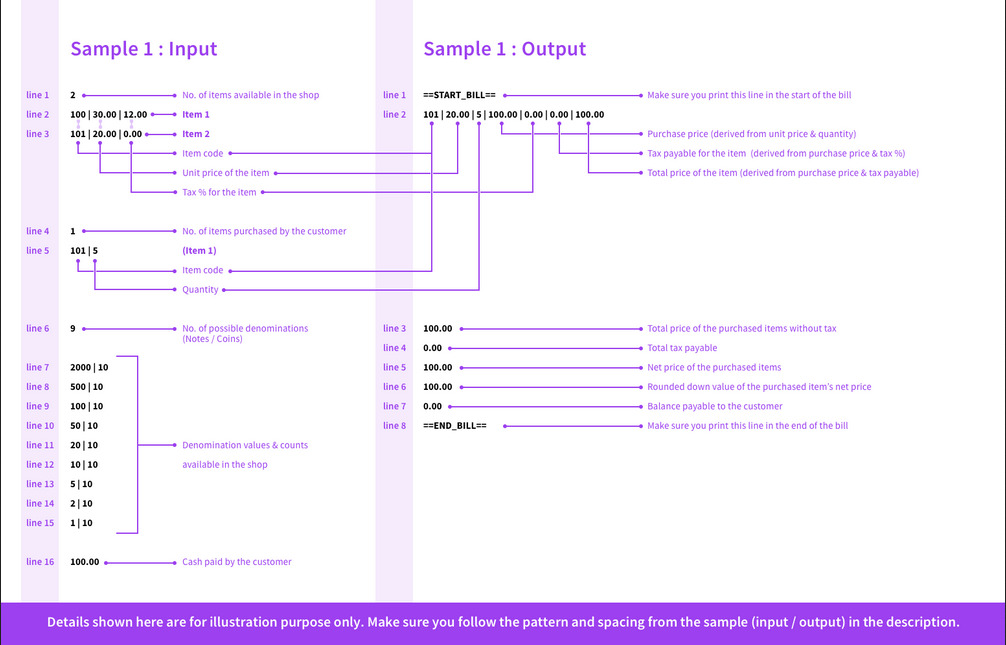 Sample 1 : Input
line 1 2 No. of items available in the shop
line 2 100 | 30.00 | 12.00 Item 1
line 3 101 | 20.00 | 0.00 Item 2
Item code
Unit price of the item
Tax % for the item
line 4 1 No. of items purchased by the customer
line 5 101 | 5 (Item 1)
Item code
Quantity
line 6 9 No. of possible denominations
(Notes / Coins)
line 7 2000 | 10
line 8 500 | 10
line 9 100 | 10
line 10 50 | 10
line 11 20 | 10 Denomination values & counts
line 12 10 | 10 available in the shop
line 13 5 | 10
line 14 2 | 10
line 15 1 | 10
line 16 100.00 Cash paid by the customer
Sample 1 : Output
line 1 ==START_BILL== Make sure you print this line in the start of the bill
line 2 101 | 20.00 | 5 | 100.00 | 0.00 | 0.00 | 100.00
Purchase price (derived from unit price & quantity)
Tax payable for the item (derived from purchase price & tax %)
Total price of the item (derived from purchase price & tax payable)
line 3 100.00 Total price of the purchased items without tax
line 4 0.00 Total tax payable
line 5 100.00 Net price of the purchased items
line 6 100.00 Rounded down value of the purchased item's net price
line 7 0.00 Balance payable to the customer
line 8 ==END_BILL== Make sure you print this line in the end of the bill
Details shown here are for illustration purpose only. Make sure you follow the pattern and spacing from the sample (input / output) in the description.